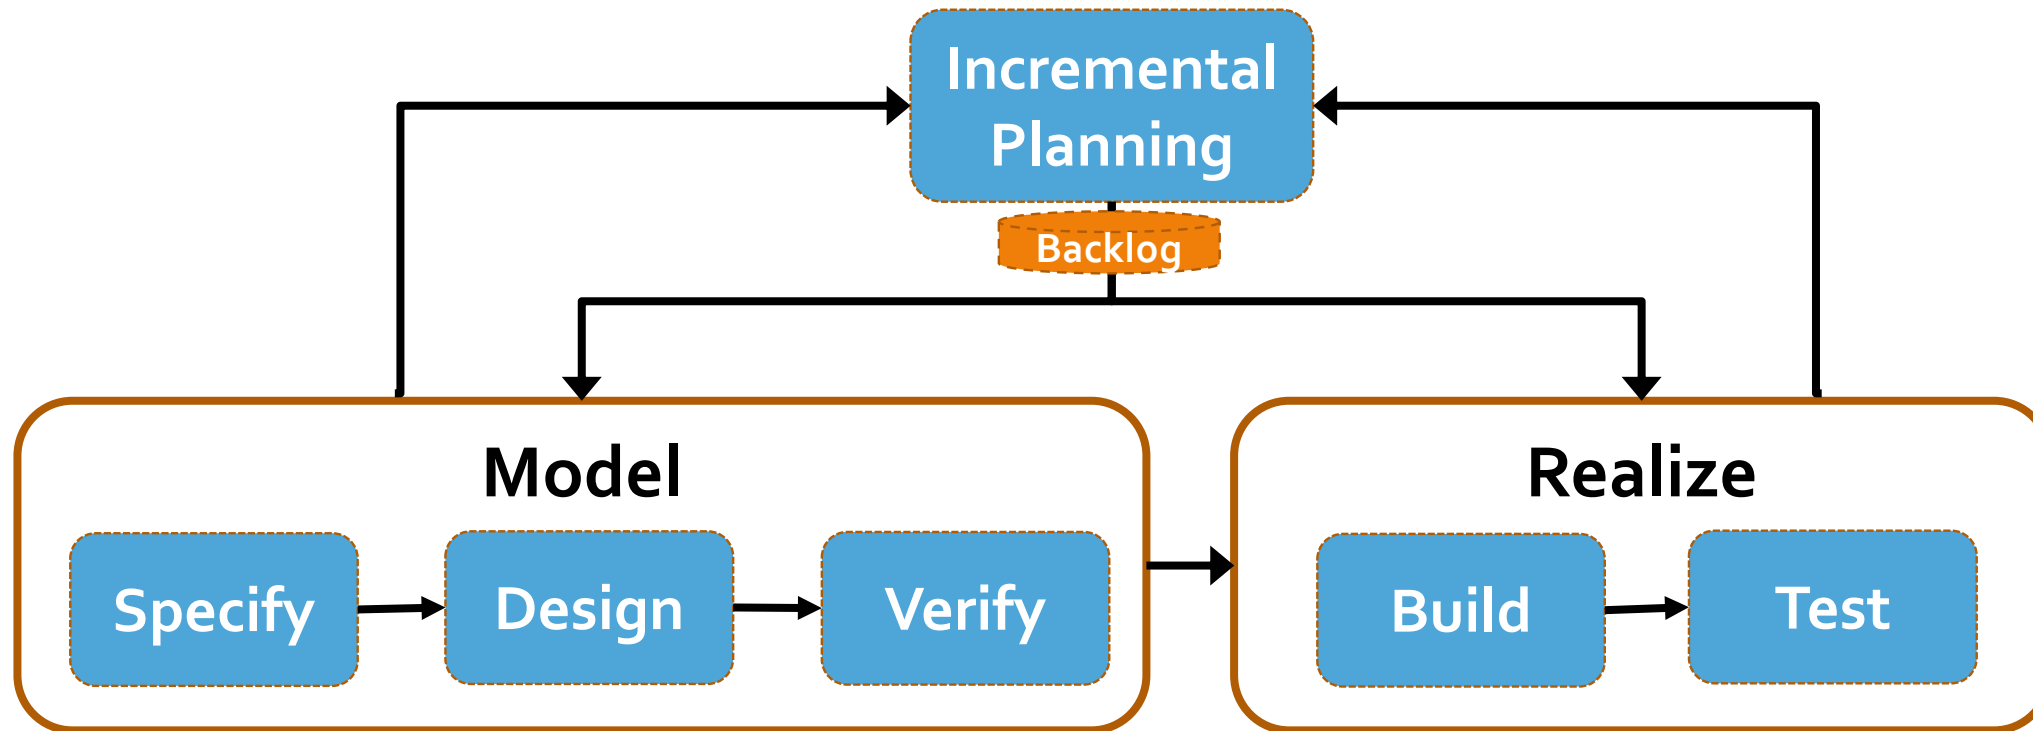 Incremental
Planning
Backlog
Model
Realize
Specify
Design
Verify
Build
Test